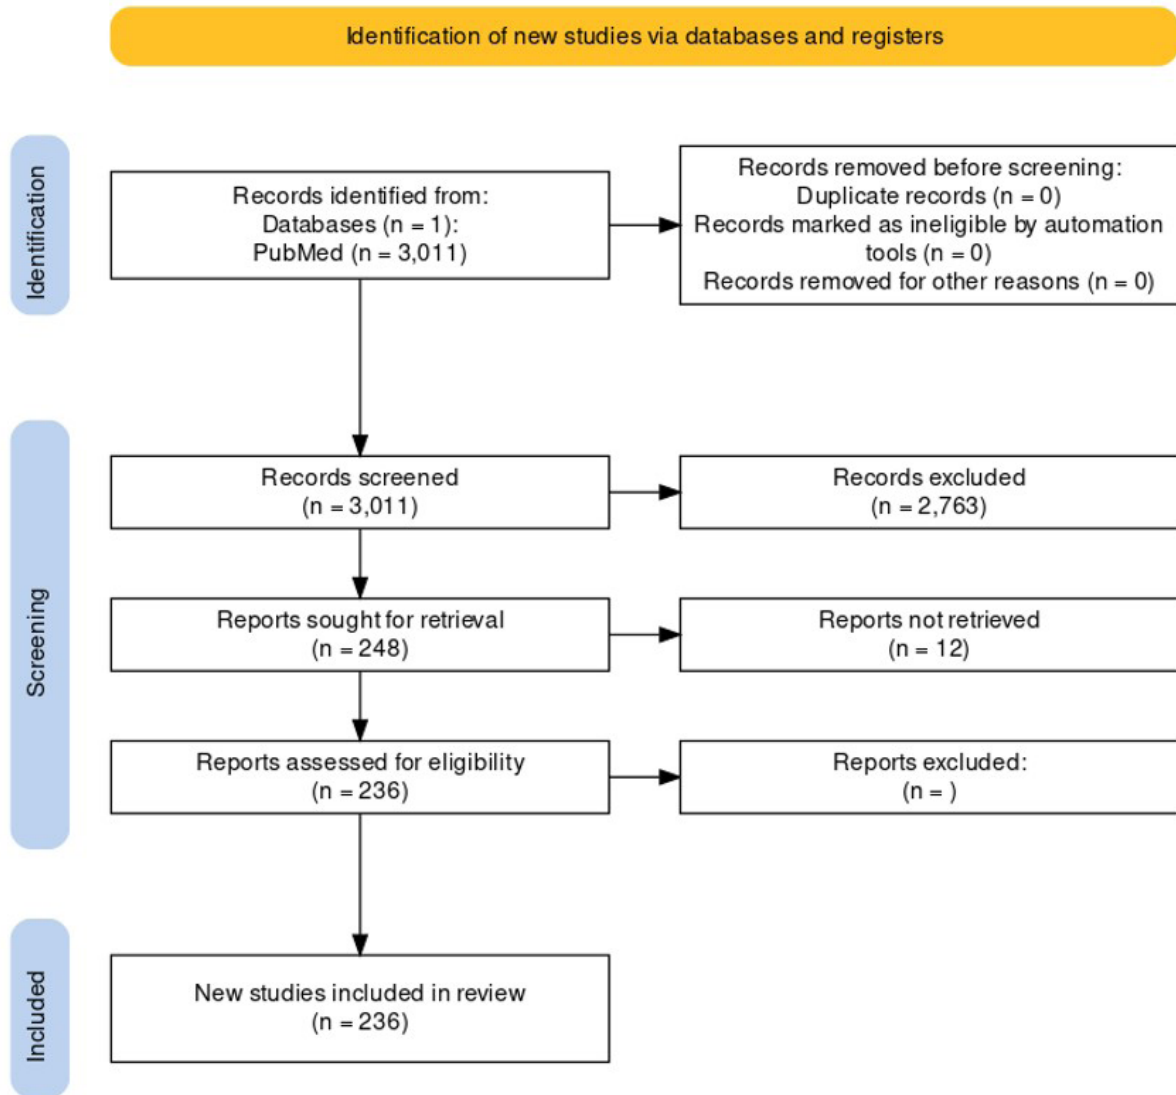 Identification of new studies via databases and registers
Identification
Records identified from:
Databases (n = 1):
PubMed (n = 3,011)
Records removed before screening:
Duplicate records (n = 0)
Records marked as ineligible by automation
tools (n = 0)
Records removed for other reasons (n = 0)
Screening
Records screened
(n = 3,011)
Records excluded
(n = 2,763)
Reports sought for retrieval
(n = 248)
Reports not retrieved
(n = 12)
Reports assessed for eligibility
(n = 236)
Reports excluded:
(n = )
Included
New studies included in review
(n = 236)